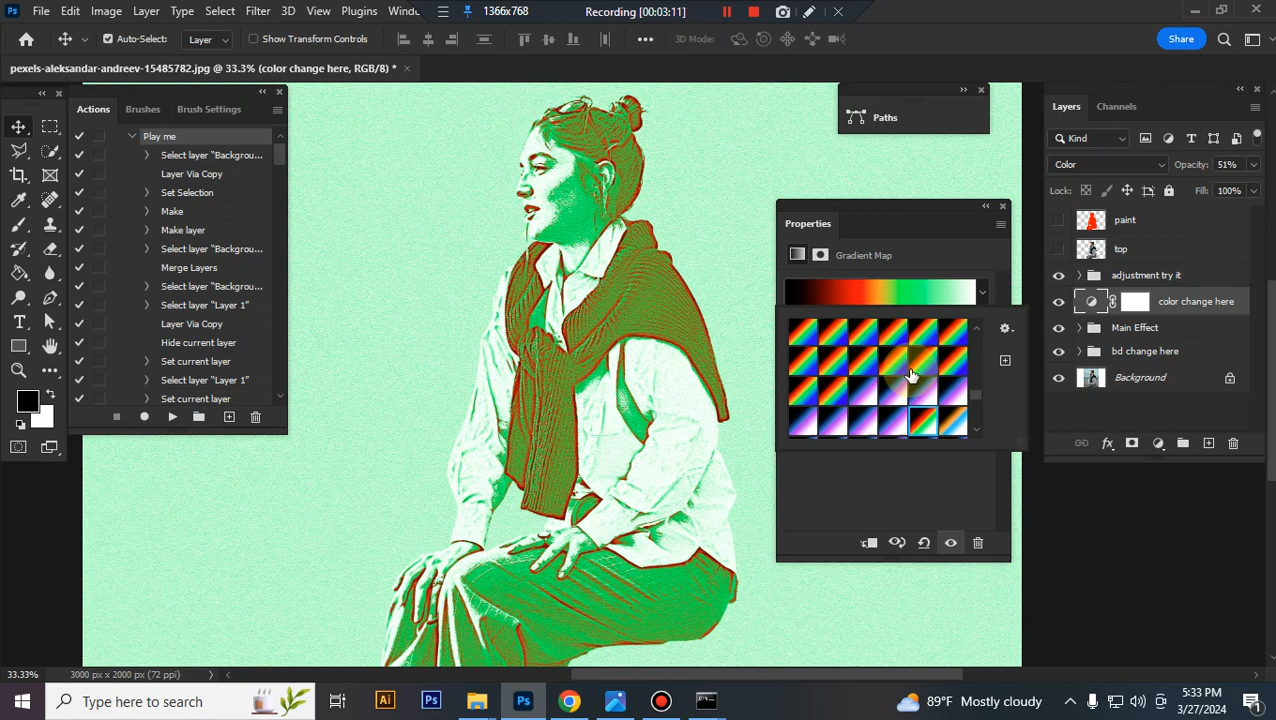 Ps File Edit Image Layer Type Select Filter 3D View Plugins Wind 1366x768 Recording [00:03:11]
Auto-Select: Layer Show Transform Controls 3D Mode: Share
pexels-aleksandar-andreev-15485782.jpg @ 33.3% (color change here, RGB/8) * ×
Actions Brushes Brush Settings
Play me
Select layer "Backgrou...
Layer Via Copy
Set Selection
Make
Make layer
Select layer "Backgrou...
Merge Layers
Select layer "Backgrou...
Select layer "Layer 1"
Layer Via Copy
Hide current layer
Set current layer
Select layer "Layer 1"
Set current layer
Paths
Properties
Gradient Map
Layers Channels
Kind
Color Opacity:
Lock: Fill:
paint
top
adjustment try it
color change here
Main Effect
bd change here
Background
33.33% 3000 px x 2000 px (72 ppi)
Type here to search
Ai Ps Ps
89°F Mostly cloudy
5:33 PM
3/27/2024